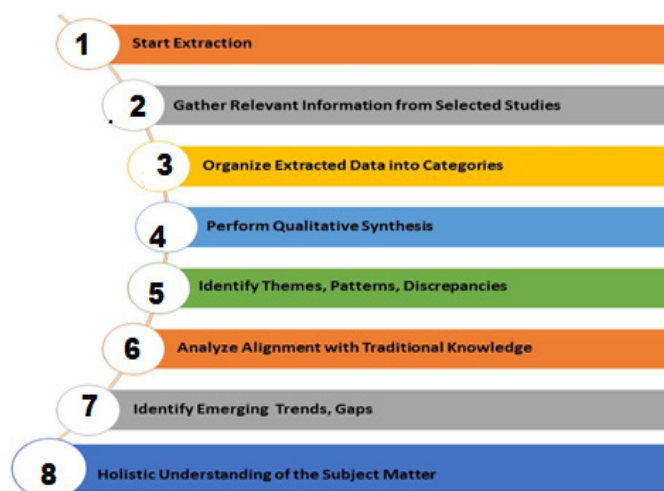 1 Start Extraction
2 Gather Relevant Information from Selected Studies
3 Organize Extracted Data into Categories
4 Perform Qualitative Synthesis
5 Identify Themes, Patterns, Discrepancies
6 Analyze Alignment with Traditional Knowledge
7 Identify Emerging Trends, Gaps
8 Holistic Understanding of the Subject Matter